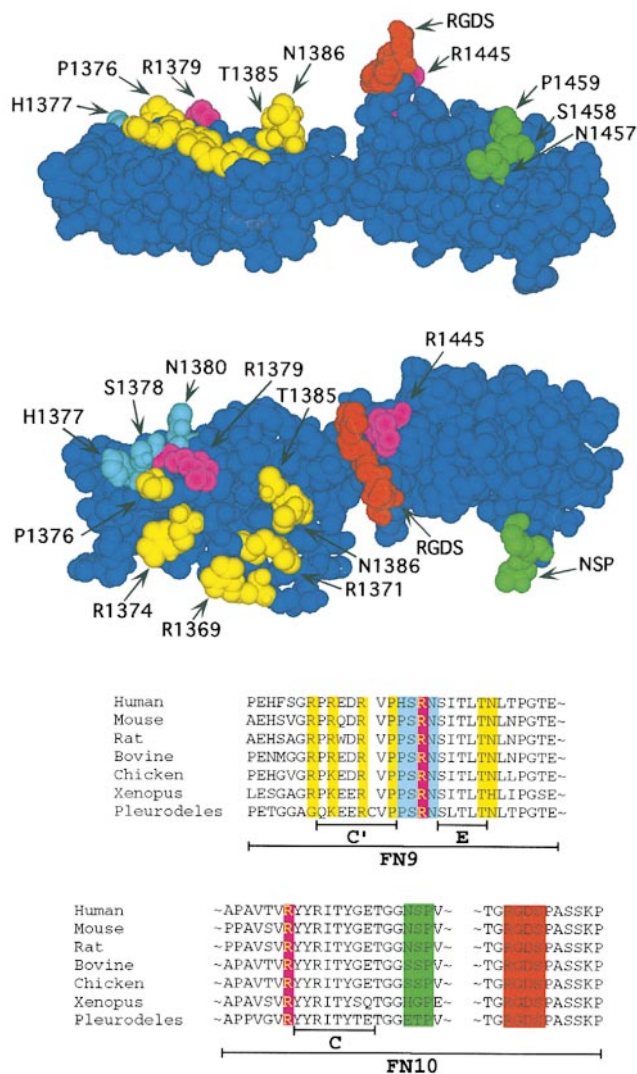 RGDS
N1386
R1445
P1376
R1379
T1385
P1459
H1377
S1458
N1457
R1445
N1380
R1379
S1378
T1385
H1377
P1376
NSP
N1386
RGDS
R1374
R1371
R1369
Human PEHFSGRPREDR VPHSRNSITLTNLTPGTE~
Mouse AEHSVGRPRQDR VPPSRNSITLTNLNPGTE~
Rat AEHSAGRPRWDR VPPSRNSITLTNLNPGTE~
Bovine PENMGGRPREDR VPPSRNSITLTNLNPGTE~
Chicken PEHGVGRPKEDR VPPSRNSITLTNLLPGTE~
Xenopus LESGAGRPKEER VPPSRNSITLTHLIPGSE~
Pleurodeles PETGGAGQKEERCVPPSRNSLTLTNLTPGTE~
C' E
FN9
Human ~APAVTVRYYRITYGETGGNSPV~ ~TGRGDSPASSKP
Mouse ~PPAVSVRYYRITYGETGGNSPV~ ~TGRGDSPASSKP
Rat ~PPAVSVRYYRITYGETGGNSPV~ ~TGRGDSPASSKP
Bovine ~APAVTVRYYRITYGETGGSSPV~ ~TGRGDSPASSKP
Chicken ~APAVTVRYYRITYGETGGSSPV~ ~TGRGDSPASSKP
Xenopus ~APAVSVRYYRITYSQTGGHGPE~ ~TGRGDSPASSKP
Pleurodeles ~APPVGVRYYRITYTETGGETPV~ ~TGRGDSPASSKP
C
FN10